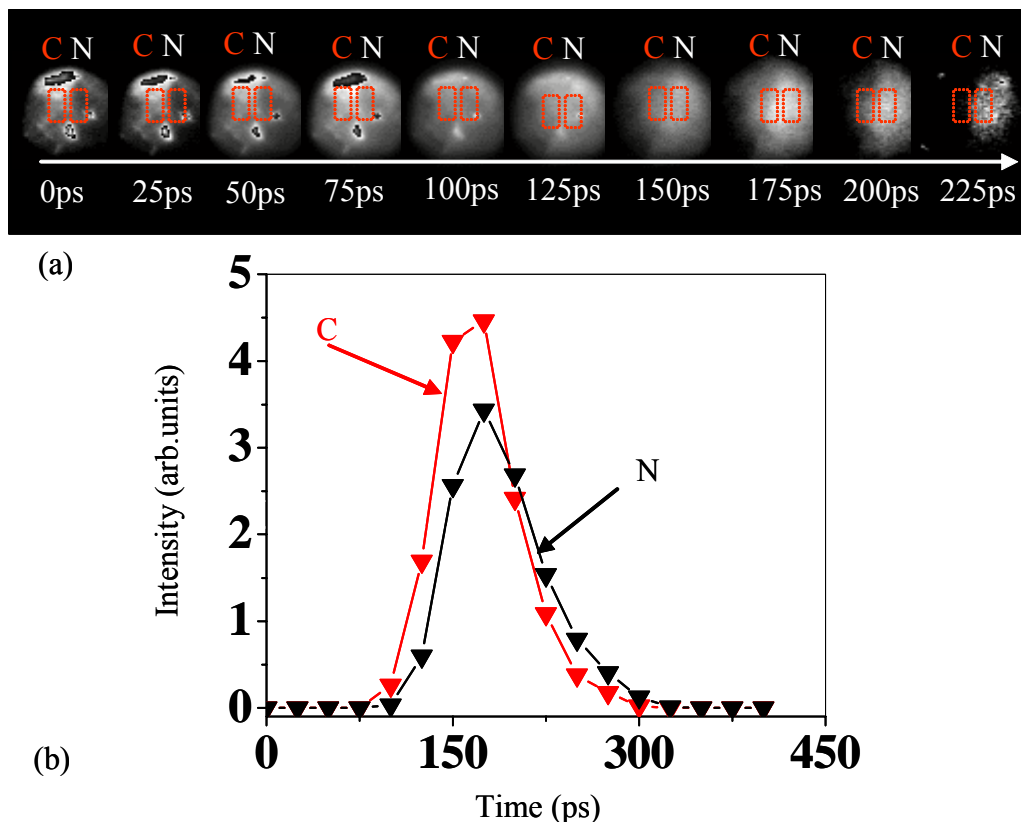 C N C N C N C N C N C N C N C N C N C N
0ps 25ps 50ps 75ps 100ps 125ps 150ps 175ps 200ps 225ps
(a)
5
4
3
2
1
0
Intensity (arb.units)
C
N
0 150 300 450
Time (ps)
(b)